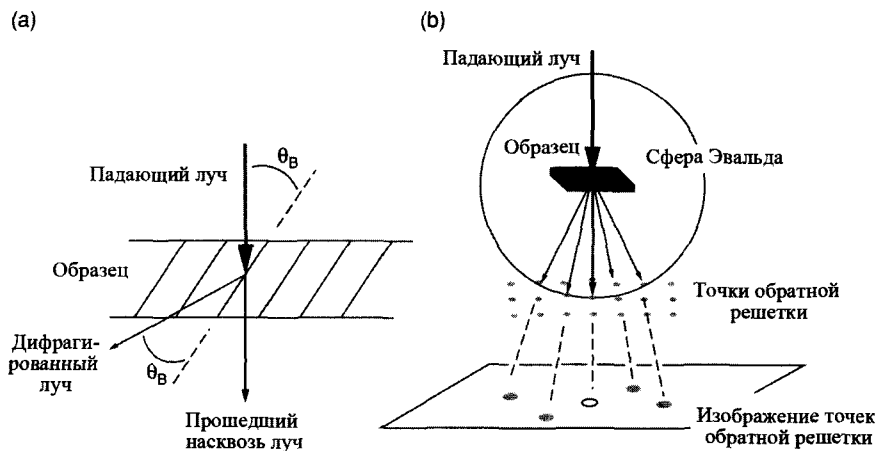 (a)
θB
Падающий луч
Образец
Дифраги-
рованный
луч
θB
Прошедший
насквозь луч
(b)
Падающий луч
Образец
Сфера Эвальда
Точки обратной
решетки
Изображение точек
обратной решетки